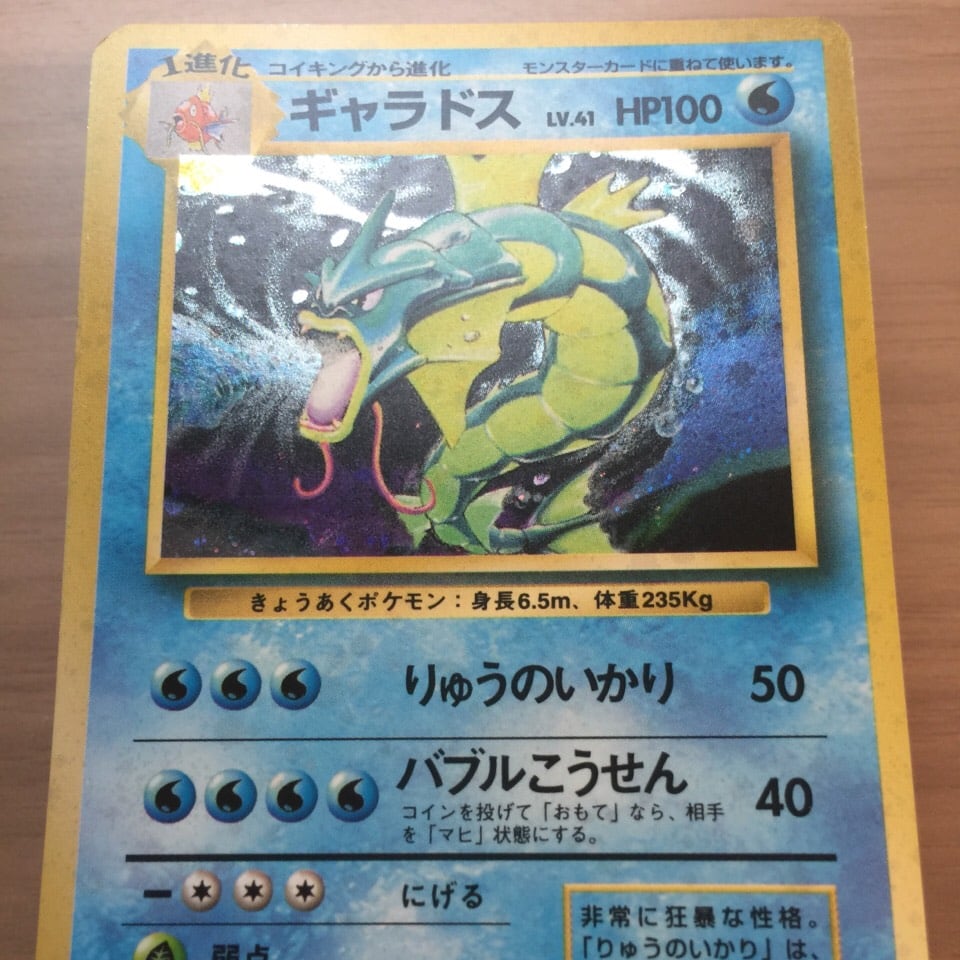 1進化
コイキングから進化
モンスターカードに重ねて使います。
ギャラドス LV.41 HP100
きょうあくポケモン：身長6.5m、体重235Kg
りゅうのいかり 50
バブルこうせん 40
コインを投げて「おもて」なら、相手
を「マヒ」状態にする。
にげる
弱点
非常に狂暴な性格。
「りゅうのいかり」は、